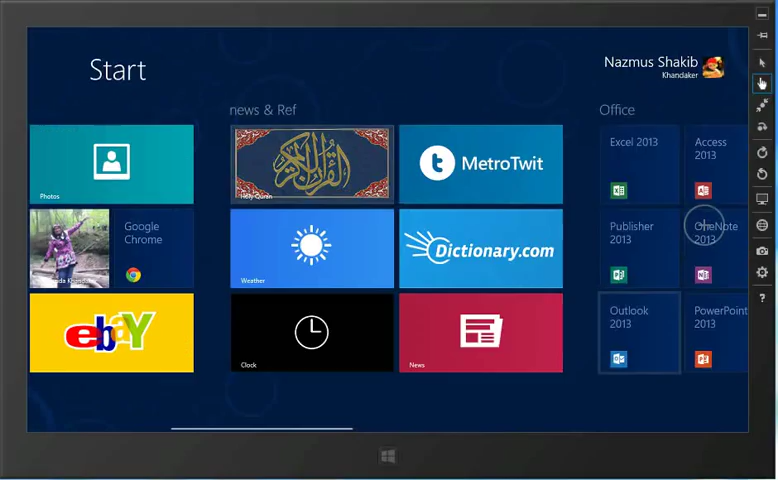 Start
Nazmus Shakib
Khandaker
news & Ref
Office
Photos
Holy Quran
MetroTwit
Excel 2013
Access
2013
Google
Chrome
Weather
Dictionary.com
Publisher
2013
OneNote
2013
ebaY
Clock
News
Outlook
2013
PowerPoint
2013